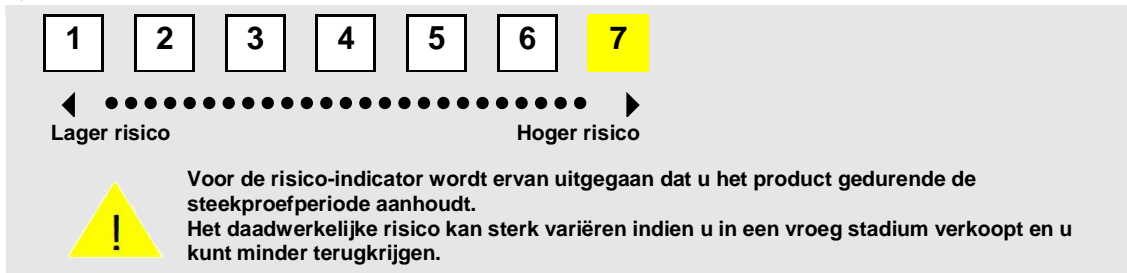 1 2 3 4 5 6 7
Lager risico Hoger risico
!
Voor de risico-indicator wordt ervan uitgegaan dat u het product gedurende de
steekproefperiode aanhoudt.
Het daadwerkelijke risico kan sterk variëren indien u in een vroeg stadium verkoopt en u
kunt minder terugkrijgen.